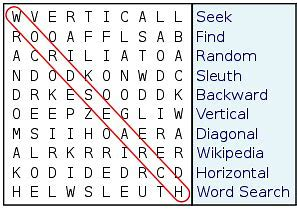 W V E R T I C A L L Seek
R O O A F F L S A B Find
A C R I L I A T O A Random
N D O D K O N W D C Sleuth
D R K E S O O D D K Backward
O E E P Z E G L I W Vertical
M S I I H O A E R A Diagonal
A L R K R R I R E R Wikipedia
K O D I D E D R C D Horizontal
H E L W S L E U T H Word Search